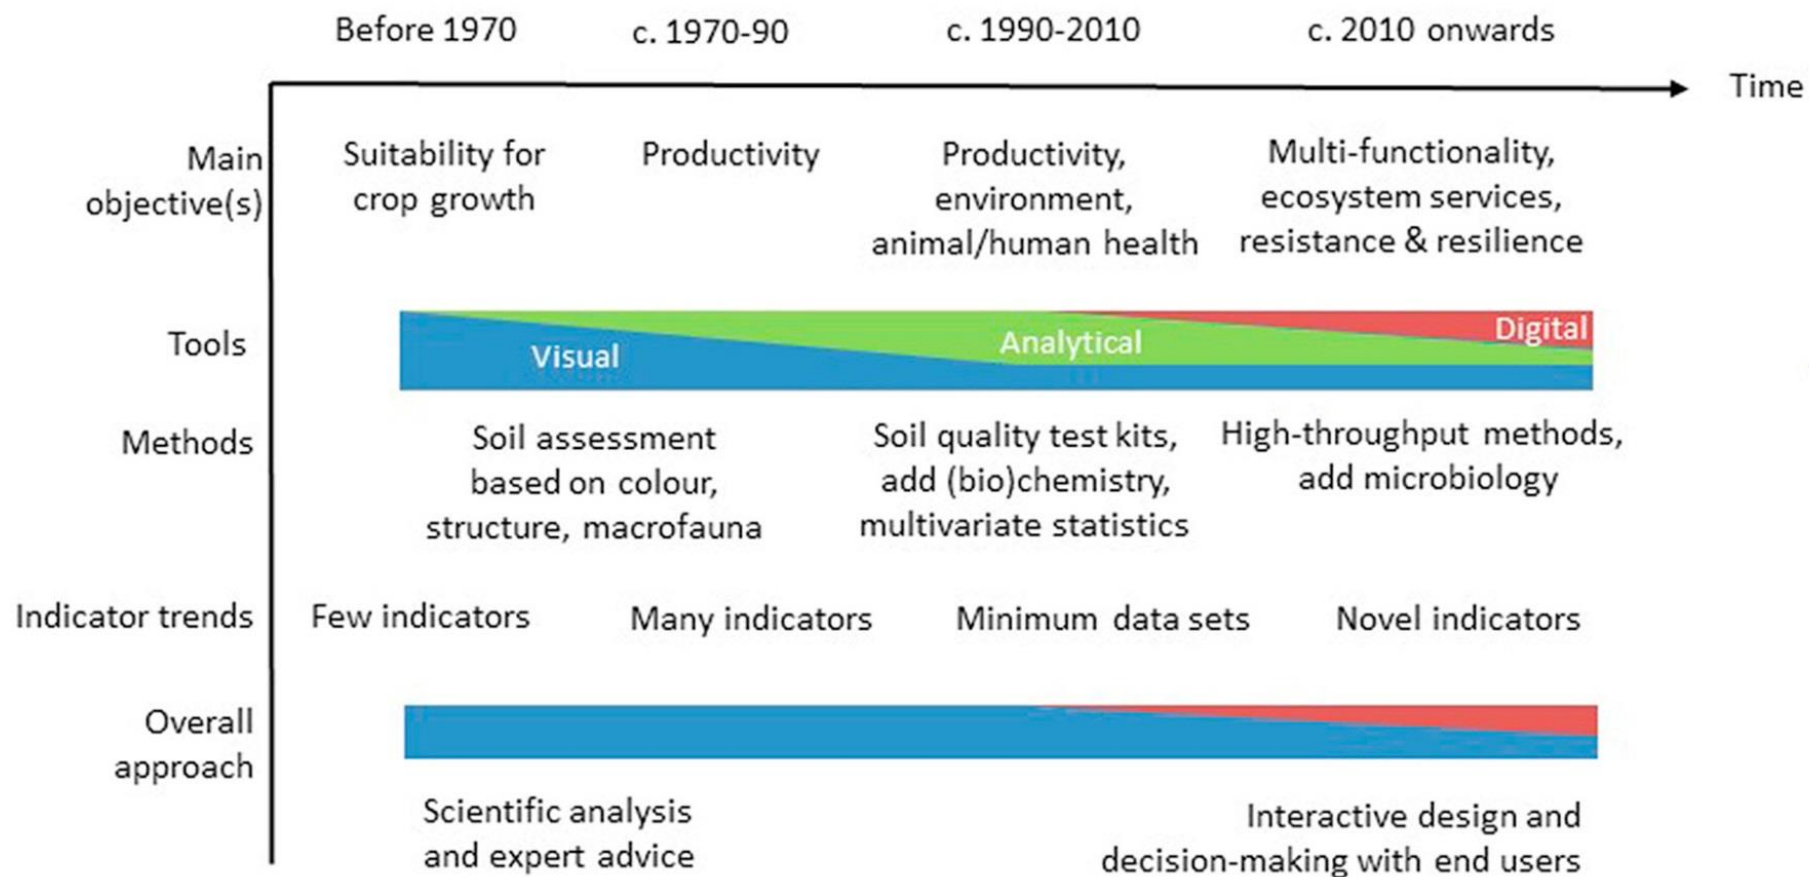 Before 1970
c. 1970-90
c. 1990-2010
c. 2010 onwards
Time
Main
objective(s)
Suitability for
crop growth
Productivity
Productivity,
environment,
animal/human health
Multi-functionality,
ecosystem services,
resistance & resilience
Tools
Visual
Analytical
Digital
Methods
Soil assessment
based on colour,
structure, macrofauna
Soil quality test kits,
add (bio)chemistry,
multivariate statistics
High-throughput methods,
add microbiology
Indicator trends
Few indicators
Many indicators
Minimum data sets
Novel indicators
Overall
approach
Scientific analysis
and expert advice
Interactive design and
decision-making with end users